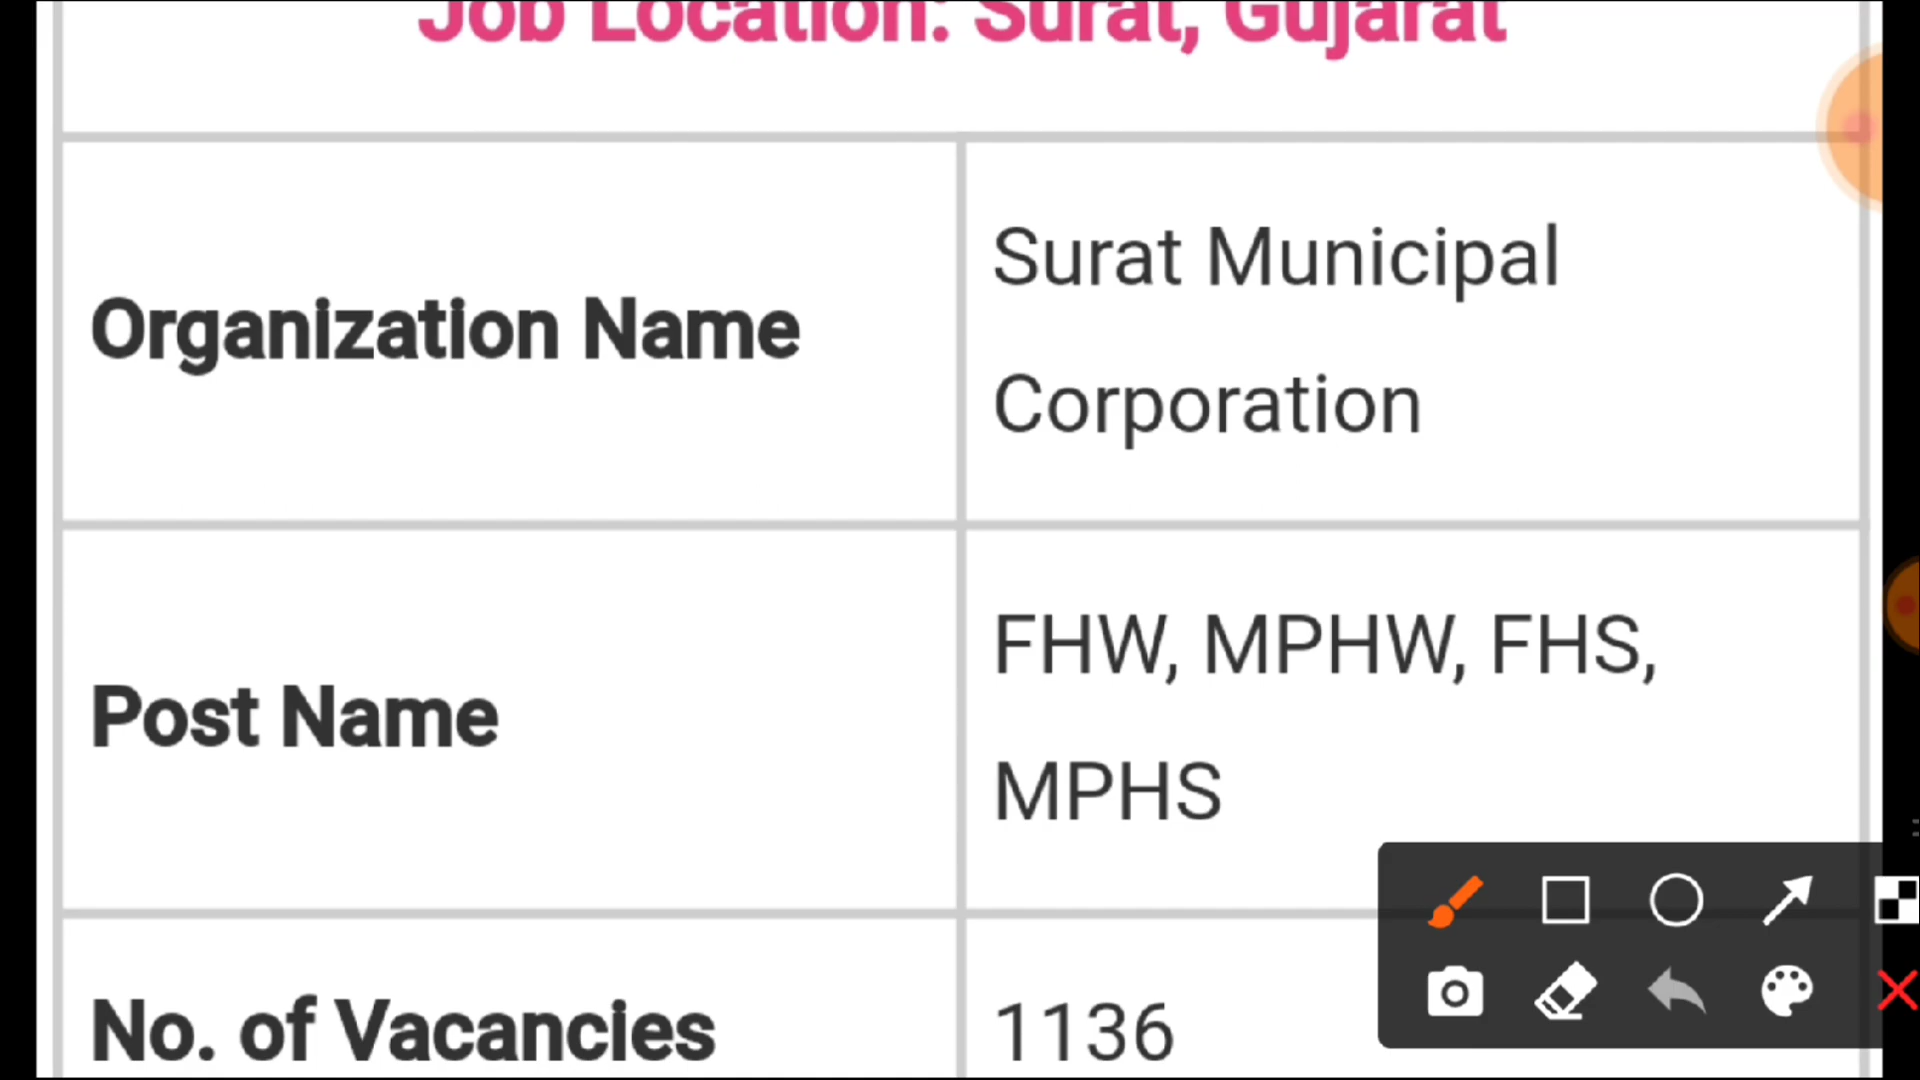 Job Location: Surat, Gujarat
Organization Name
Surat Municipal
Corporation
Post Name
FHW, MPHW, FHS,
MPHS
No. of Vacancies
1136